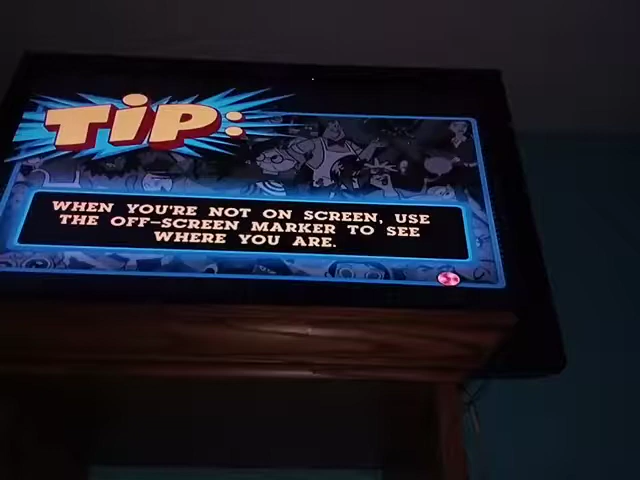 TIP:
WHEN YOU'RE NOT ON SCREEN, USE
THE OFF-SCREEN MARKER TO SEE
WHERE YOU ARE.